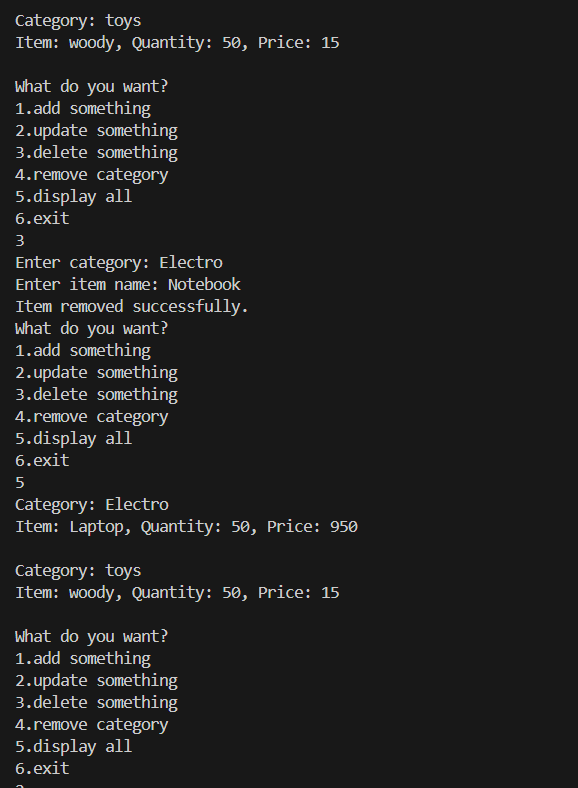 Category: toys
Item: woody, Quantity: 50, Price: 15
What do you want?
1.add something
2.update something
3.delete something
4.remove category
5.display all
6.exit
3
Enter category: Electro
Enter item name: Notebook
Item removed successfully.
What do you want?
1.add something
2.update something
3.delete something
4.remove category
5.display all
6.exit
5
Category: Electro
Item: Laptop, Quantity: 50, Price: 950
Category: toys
Item: woody, Quantity: 50, Price: 15
What do you want?
1.add something
2.update something
3.delete something
4.remove category
5.display all
6.exit